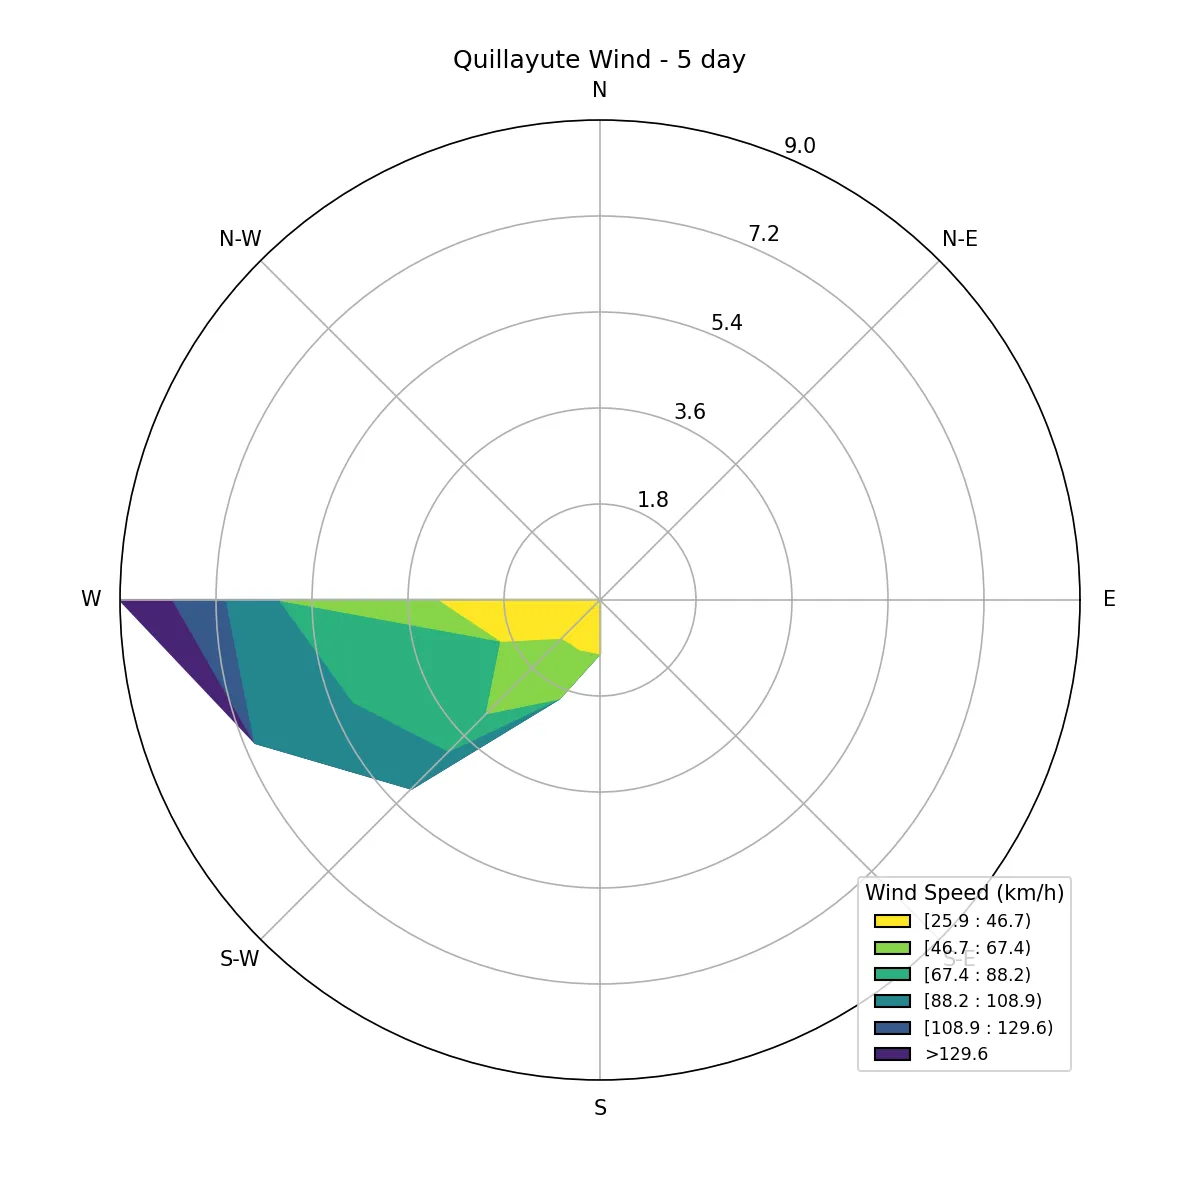 Quillayute Wind - 5 day
N
9.0
N-W
7.2
N-E
5.4
3.6
1.8
W
E
Wind Speed (km/h)
[25.9 : 46.7)
[46.7 : 67.4)
[67.4 : 88.2)
[88.2 : 108.9)
[108.9 : 129.6)
>129.6
S-W
S-E
S